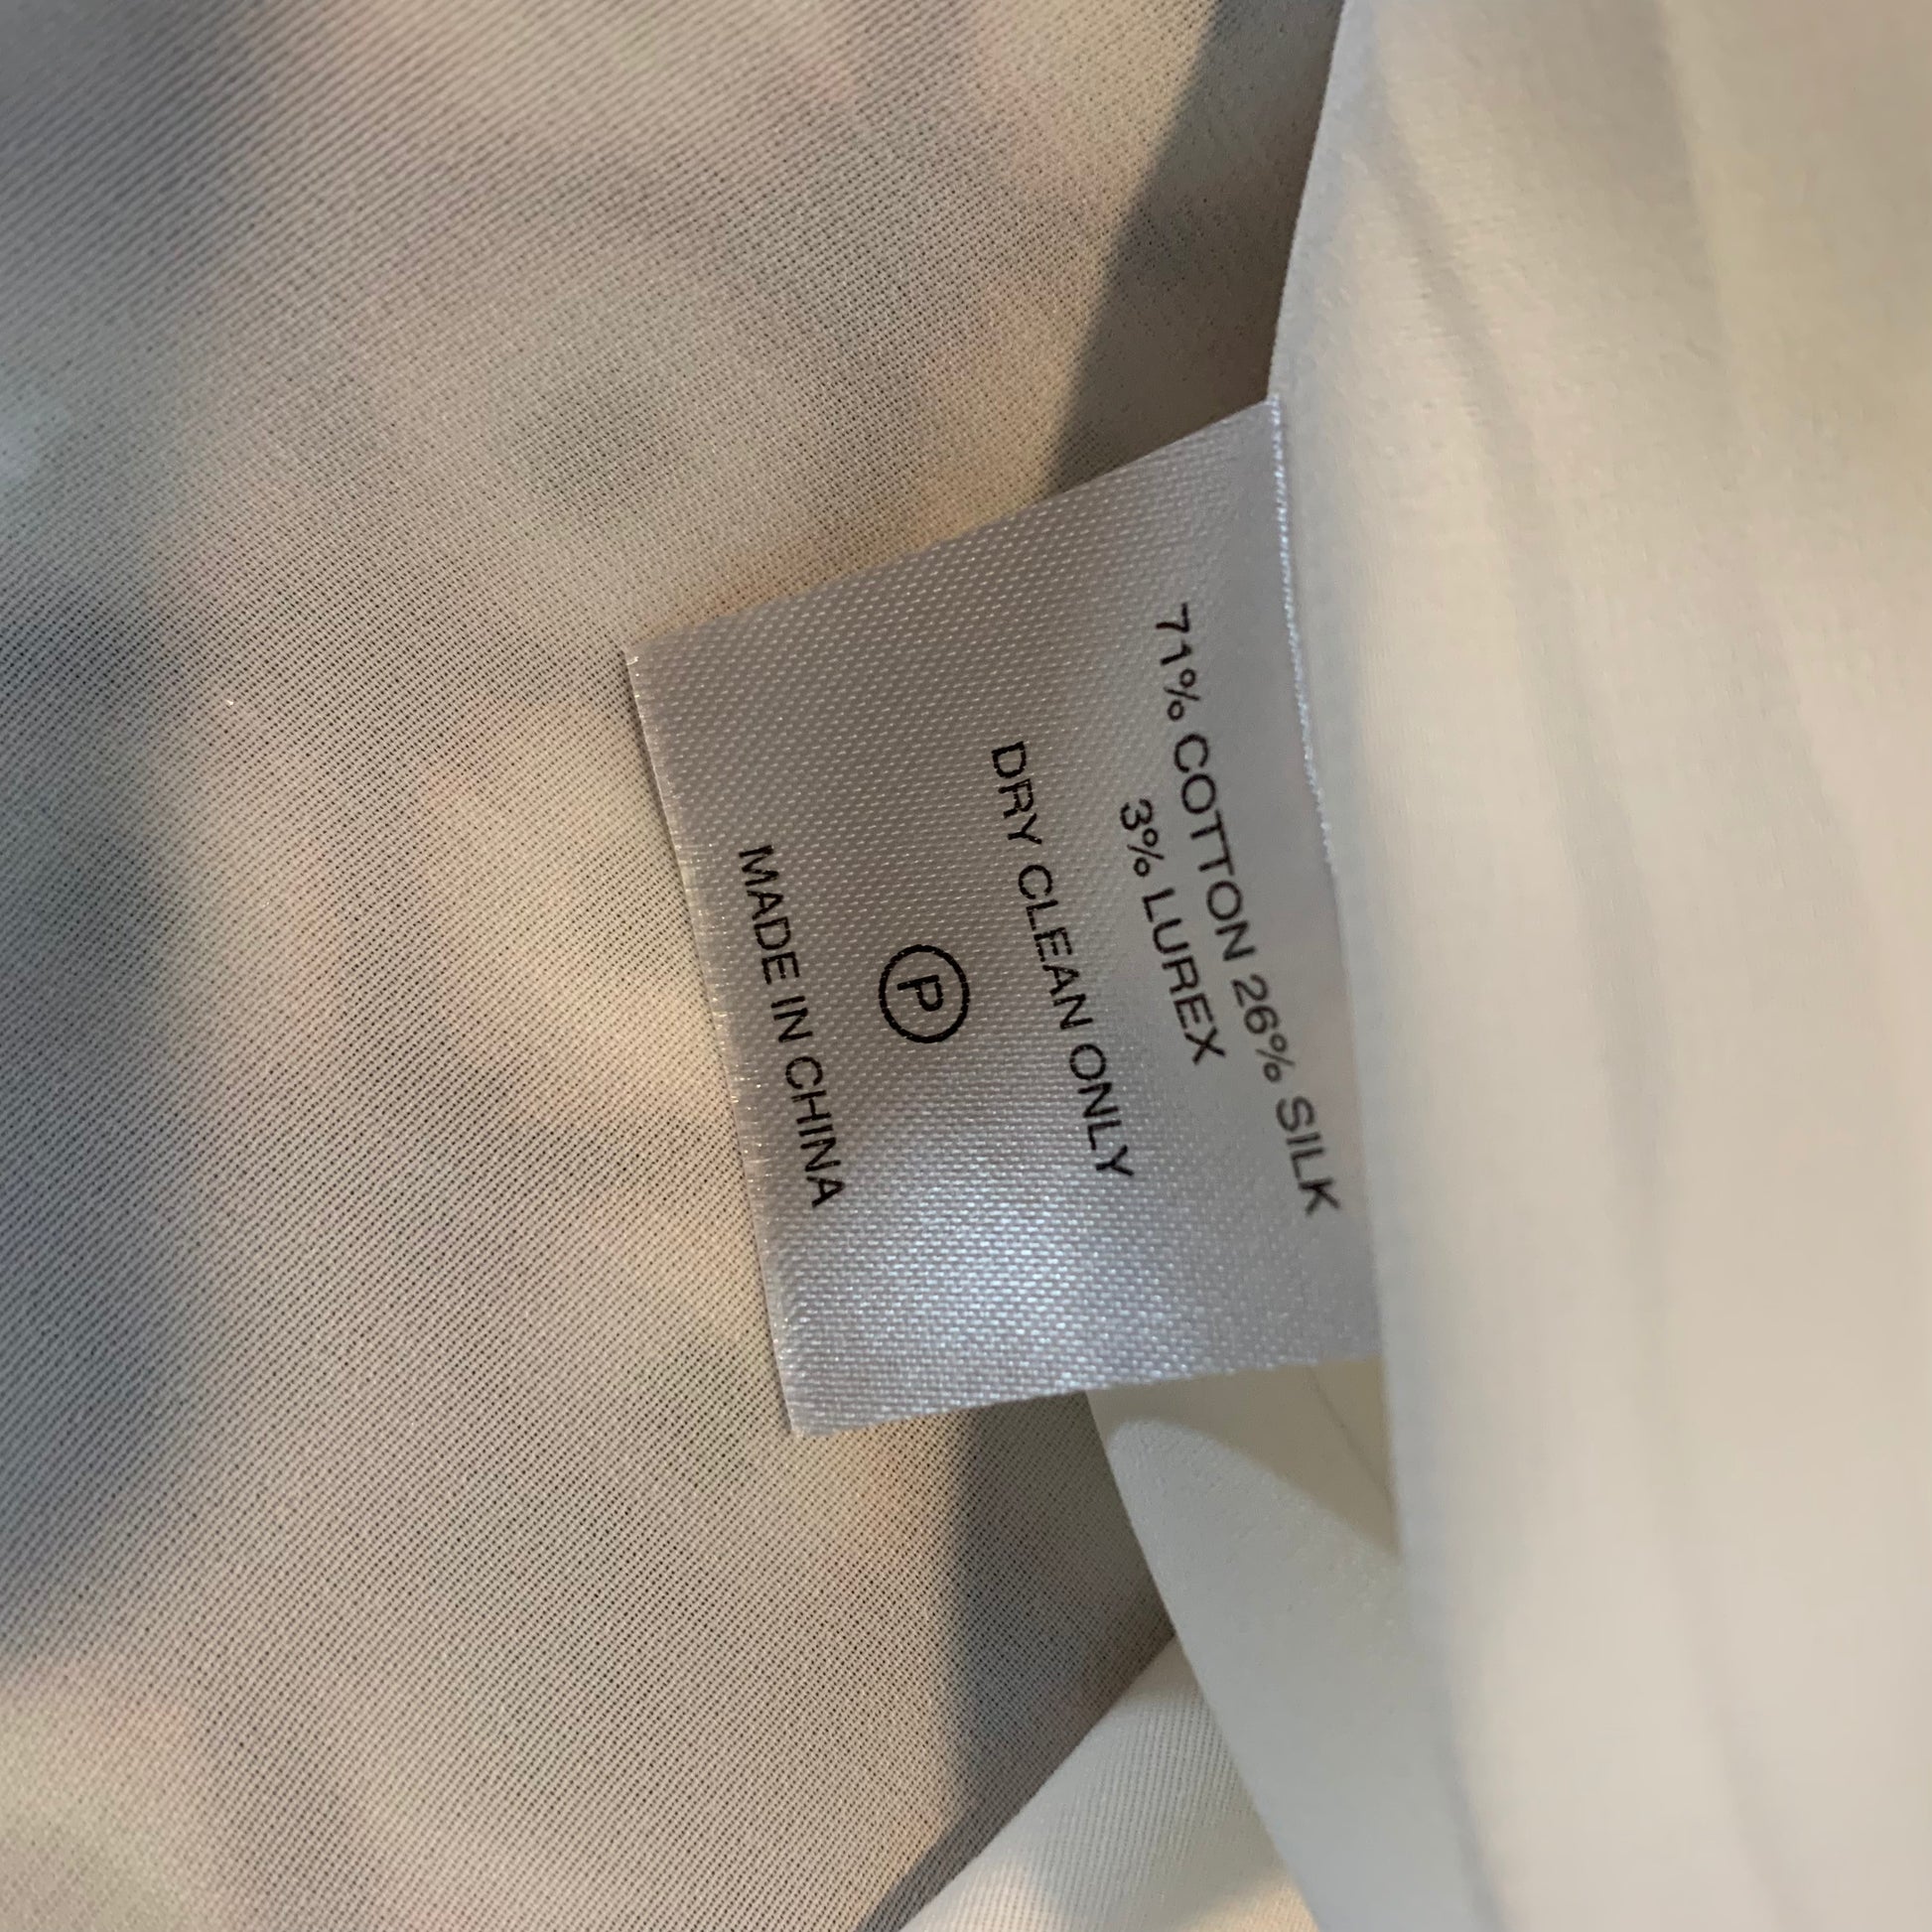 71% COTTON 26% SILK
3% LUREX
DRY CLEAN ONLY
P
MADE IN CHINA